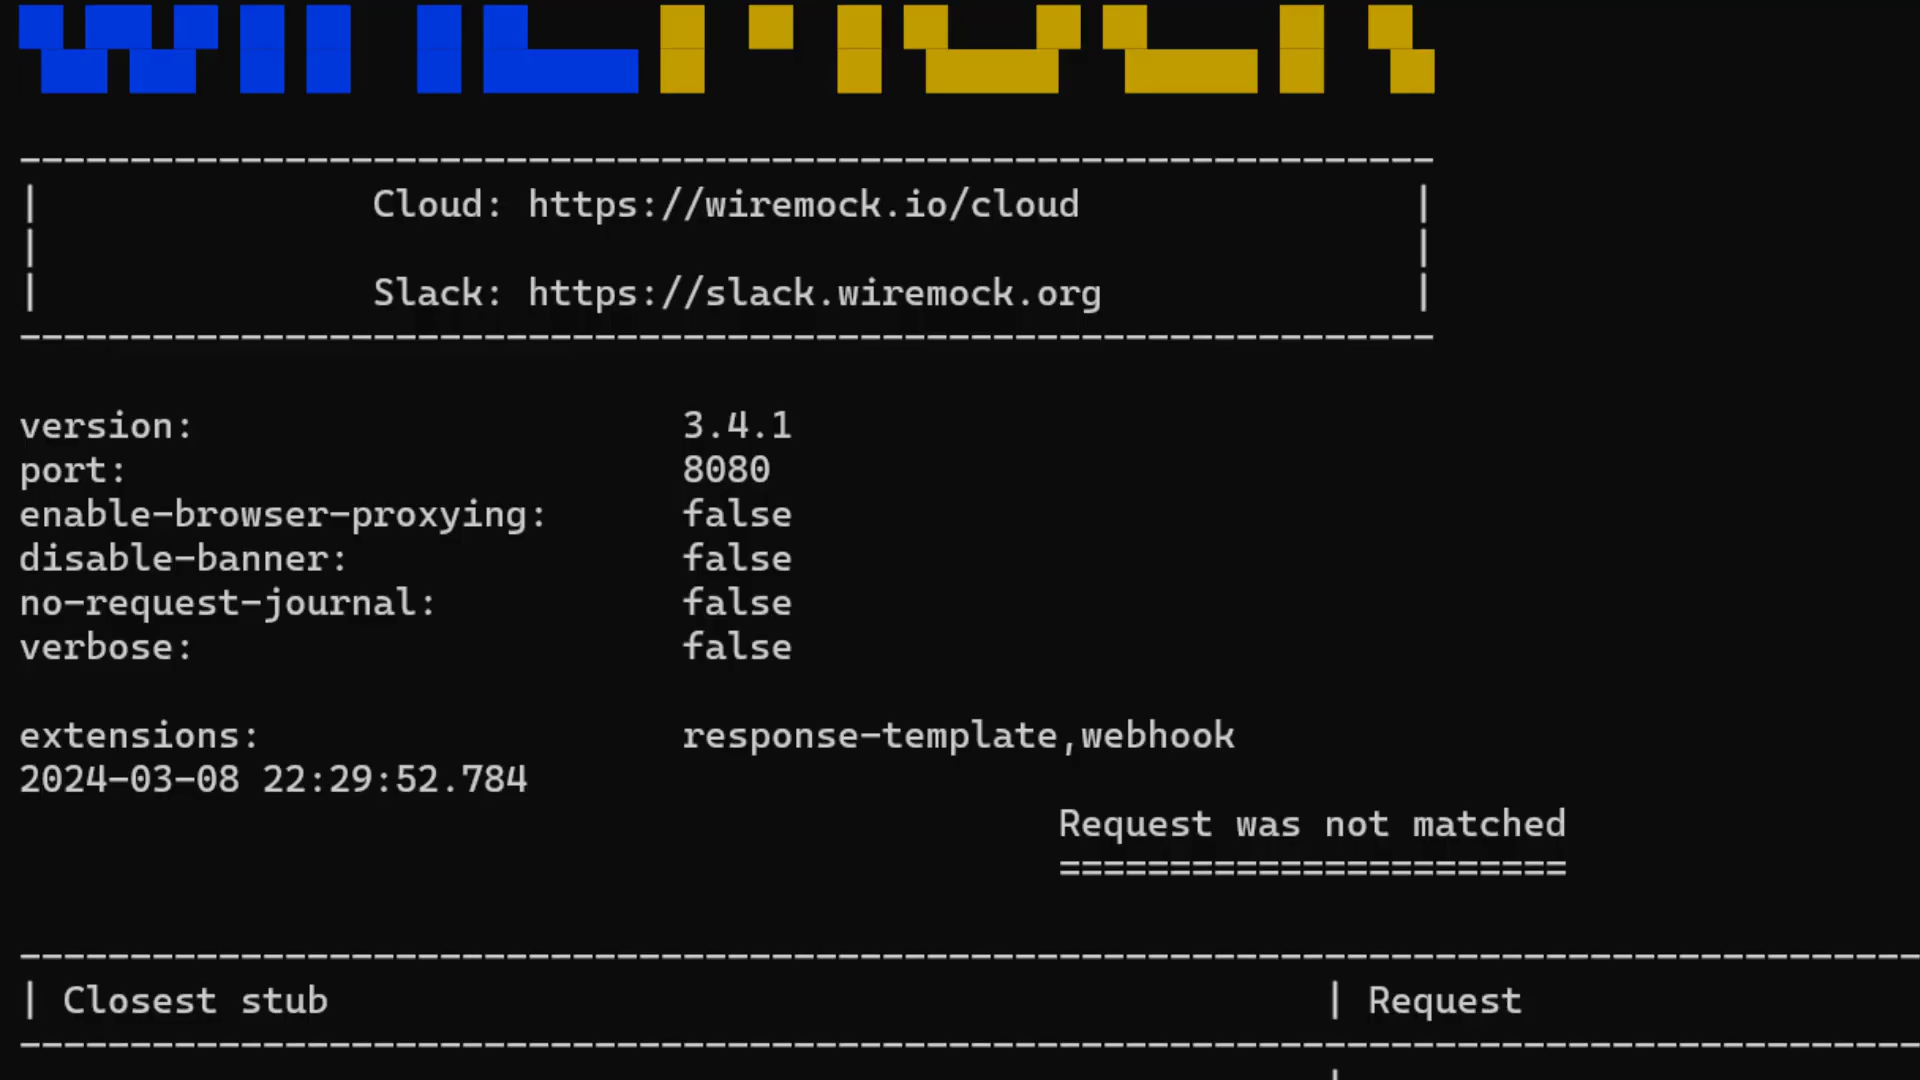 ----------------------------------------------------------------
|               Cloud: https://wiremock.io/cloud               |
|                                                              |
|               Slack: https://slack.wiremock.org              |
----------------------------------------------------------------
version:                      3.4.1
port:                         8080
enable-browser-proxying:      false
disable-banner:               false
no-request-journal:           false
verbose:                      false
extensions:                   response-template,webhook
2024-03-08 22:29:52.784
Request was not matched
=======================
--------------------------------------------------------------------------------------
| Closest stub                                             | Request
--------------------------------------------------------------------------------------